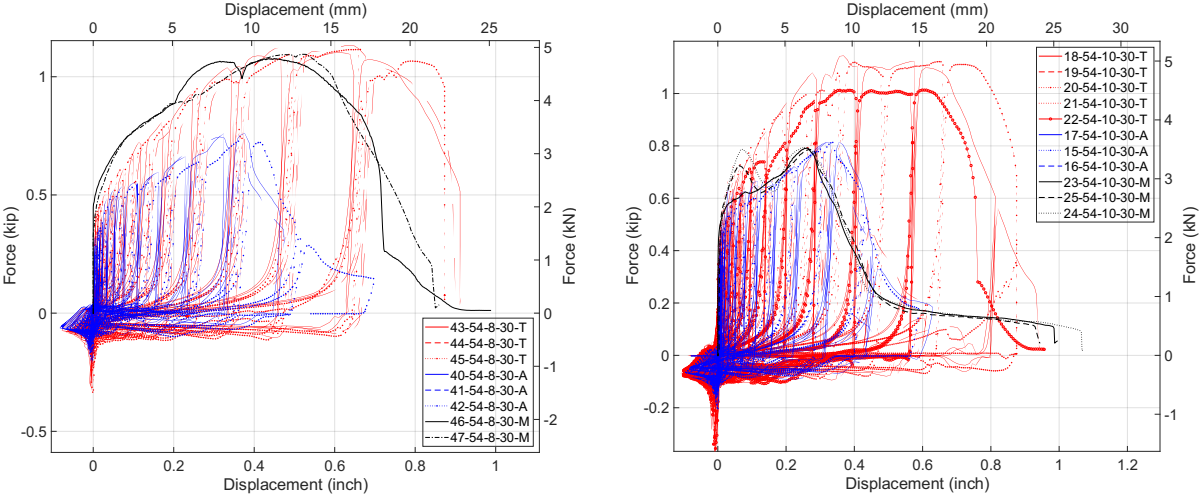 Displacement (mm)
0 5 10 15 20 25
Force (kip)
1
0.5
0
-0.5
5
4
3
2
1
0
-1
-2
Force (kN)
43-54-8-30-T
44-54-8-30-T
45-54-8-30-T
40-54-8-30-A
41-54-8-30-A
42-54-8-30-A
46-54-8-30-M
47-54-8-30-M
0 0.2 0.4 0.6 0.8 1
Displacement (inch)
Displacement (mm)
0 5 10 15 20 25 30
Force (kip)
1
0.8
0.6
0.4
0.2
0
-0.2
5
4
3
2
1
0
-1
Force (kN)
18-54-10-30-T
19-54-10-30-T
20-54-10-30-T
21-54-10-30-T
22-54-10-30-T
17-54-10-30-A
15-54-10-30-A
16-54-10-30-A
23-54-10-30-M
25-54-10-30-M
24-54-10-30-M
0 0.2 0.4 0.6 0.8 1 1.2
Displacement (inch)